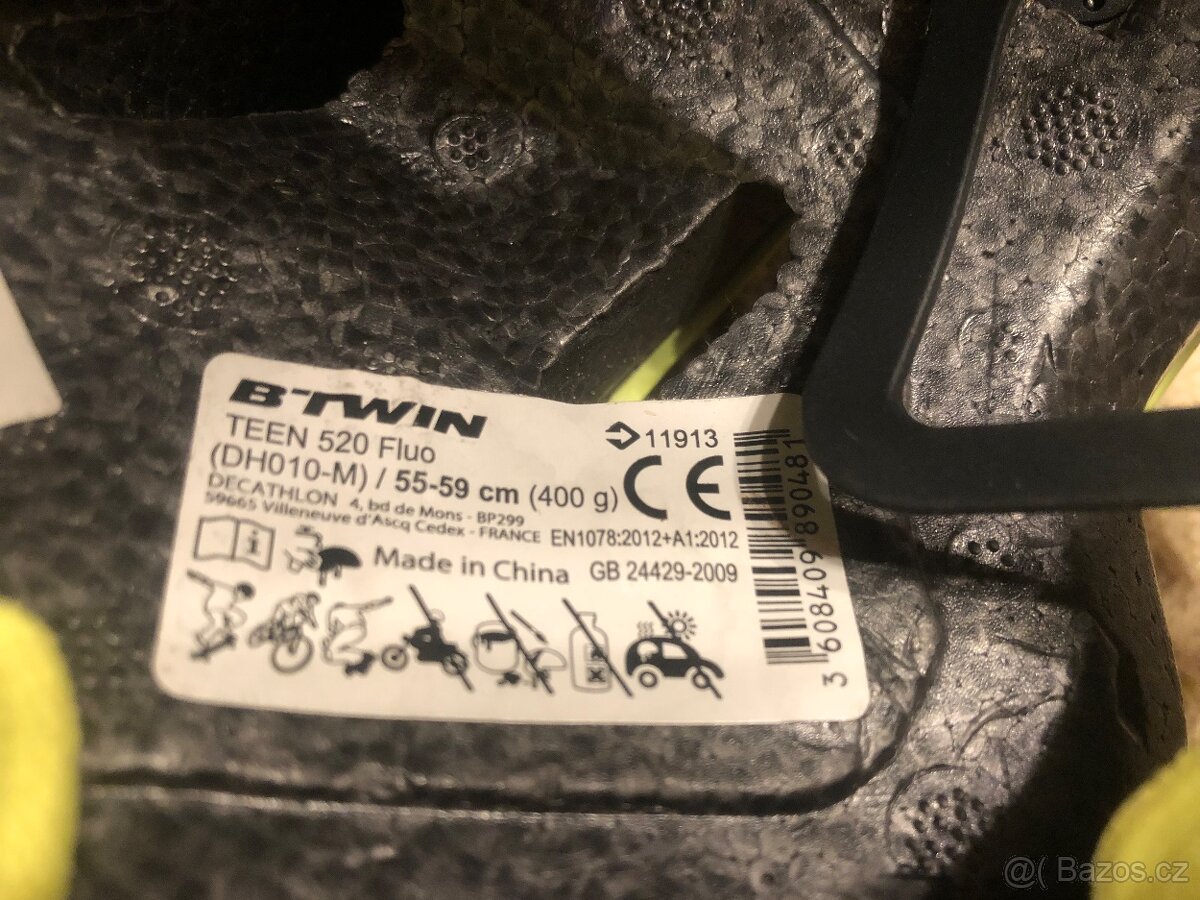 B'TWIN
TEEN 520 Fluo
(DH010-M) / 55-59 cm (400 g)
DECATHLON 4, bd de Mons - BP299
59665 Villeneuve d'Ascq Cedex - FRANCE
11913
CE
EN1078:2012+A1:2012
Made in China GB 24429-2009
3 608409 890481
@( Bazos.cz